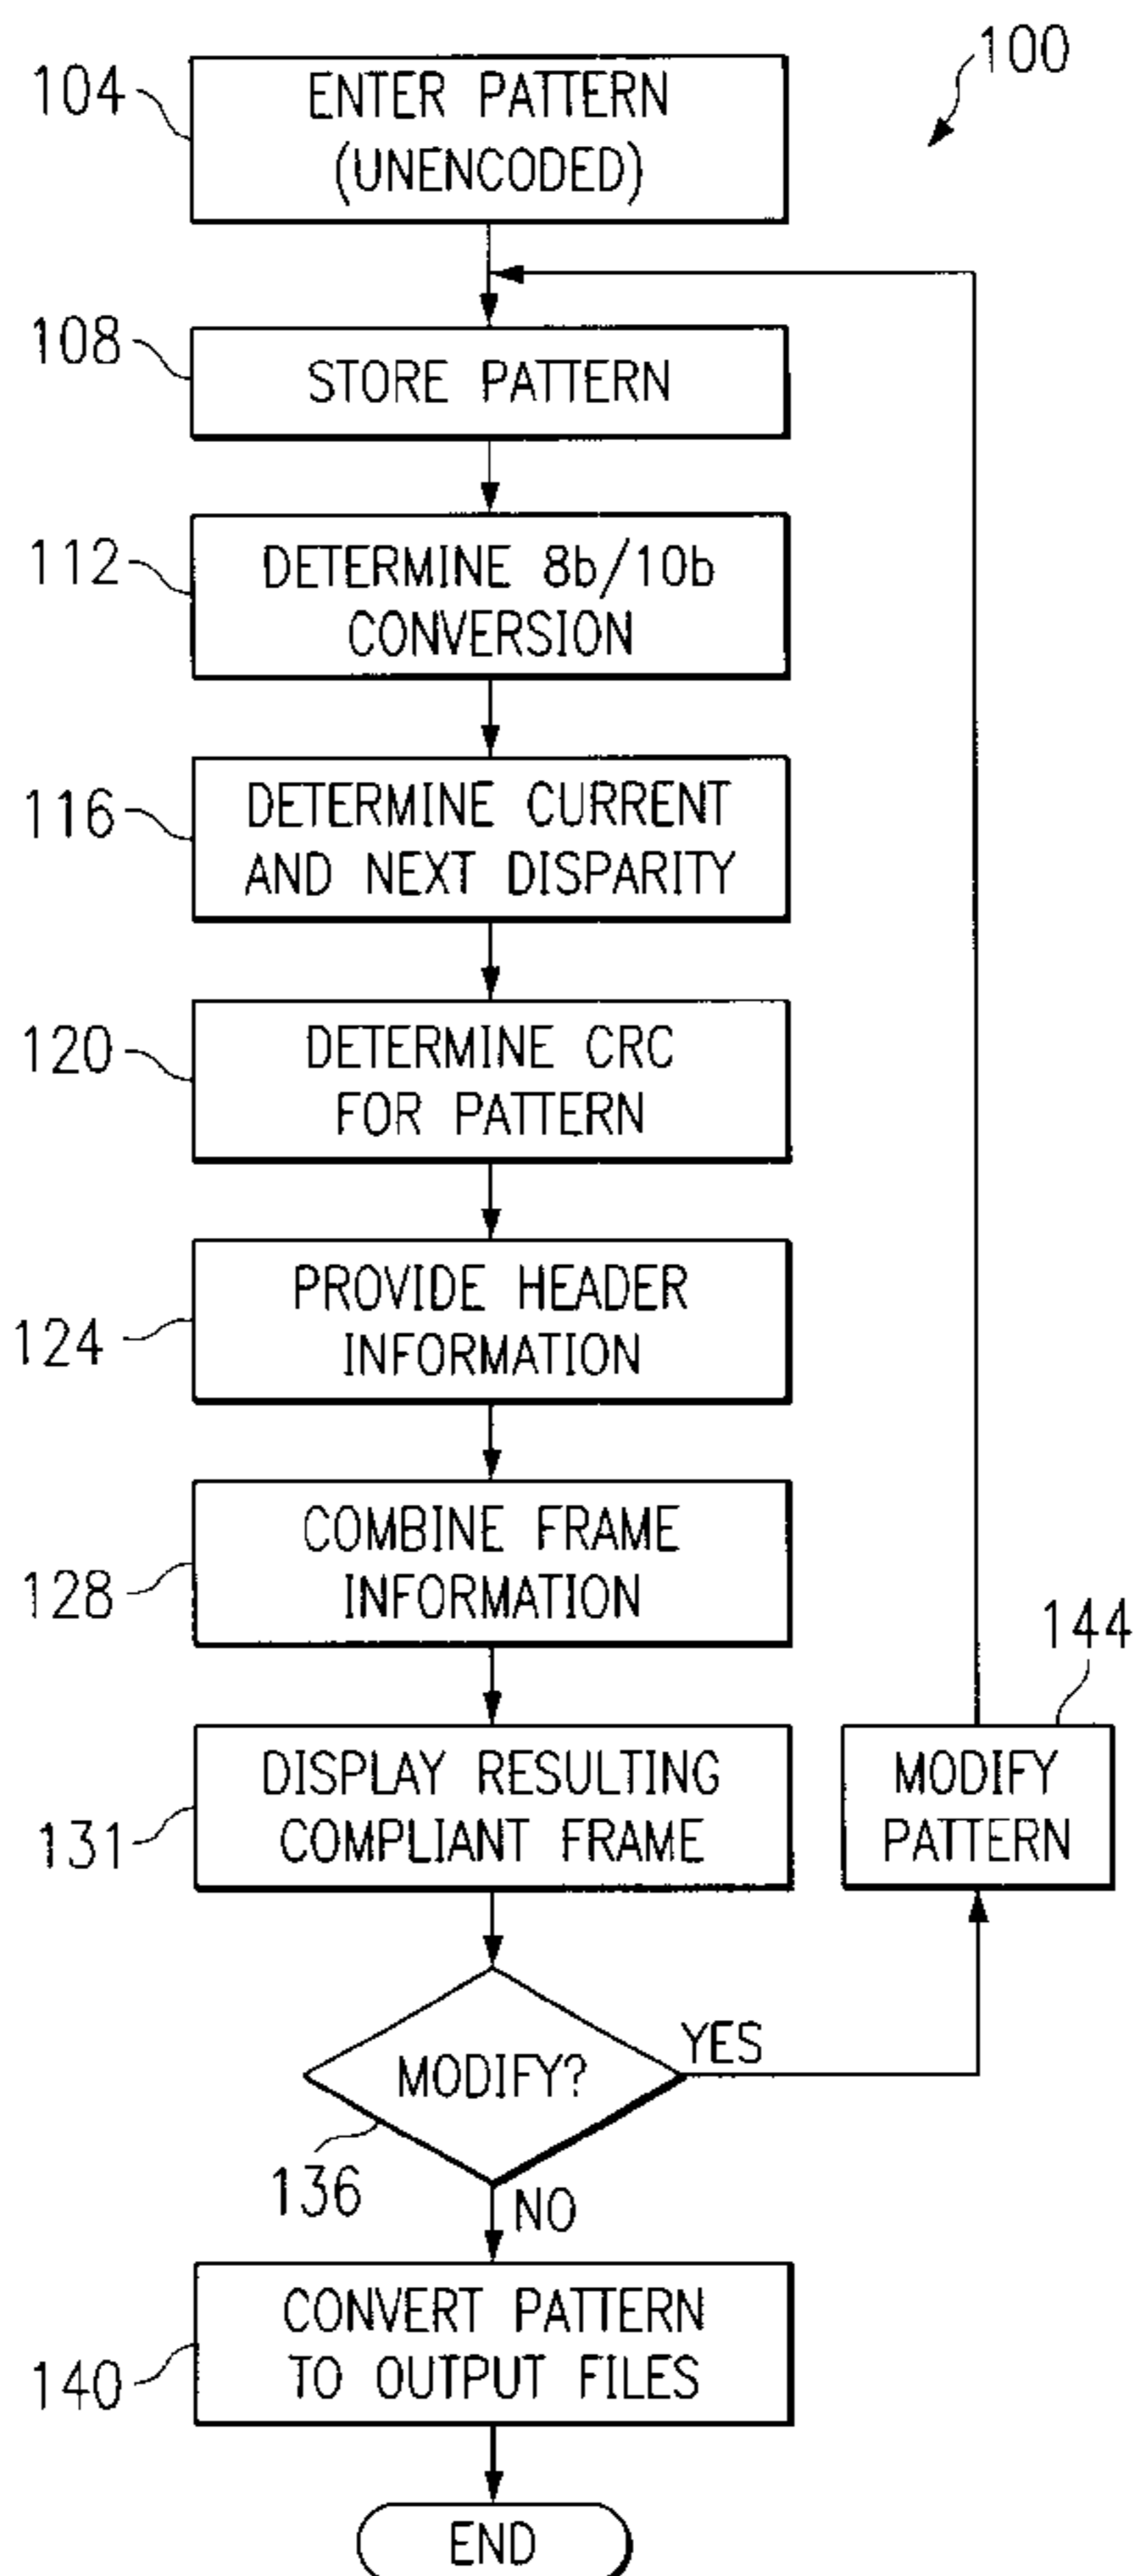 100
104
ENTER PATTERN
(UNENCODED)
108
STORE PATTERN
112
DETERMINE 8b/10b
CONVERSION
116
DETERMINE CURRENT
AND NEXT DISPARITY
120
DETERMINE CRC
FOR PATTERN
124
PROVIDE HEADER
INFORMATION
128
COMBINE FRAME
INFORMATION
131
DISPLAY RESULTING
COMPLIANT FRAME
144
MODIFY
PATTERN
MODIFY?
YES
136
NO
140
CONVERT PATTERN
TO OUTPUT FILES
END